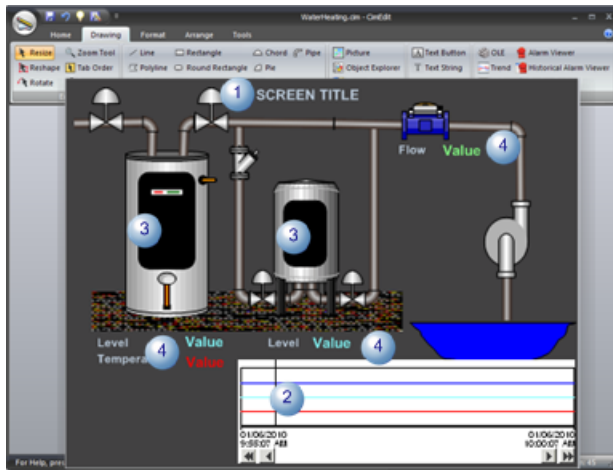 WaterHeating.cim - CimEdit
Home Drawing Format Arrange Tools
Resize Zoom Tool Line Rectangle Chord Pipe Picture Text Button OLE Alarm Viewer
Reshape Tab Order Polyline Round Rectangle Pie Object Explorer Text String Trend Historical Alarm Viewer
Rotate
1 SCREEN TITLE
Flow Value 4
3 3
Level 4 Value Level Value 4
Tempera Value
2
01/06/2010 01/06/2010
9:55:07 AM 10:00:07 AM
For Help, pres